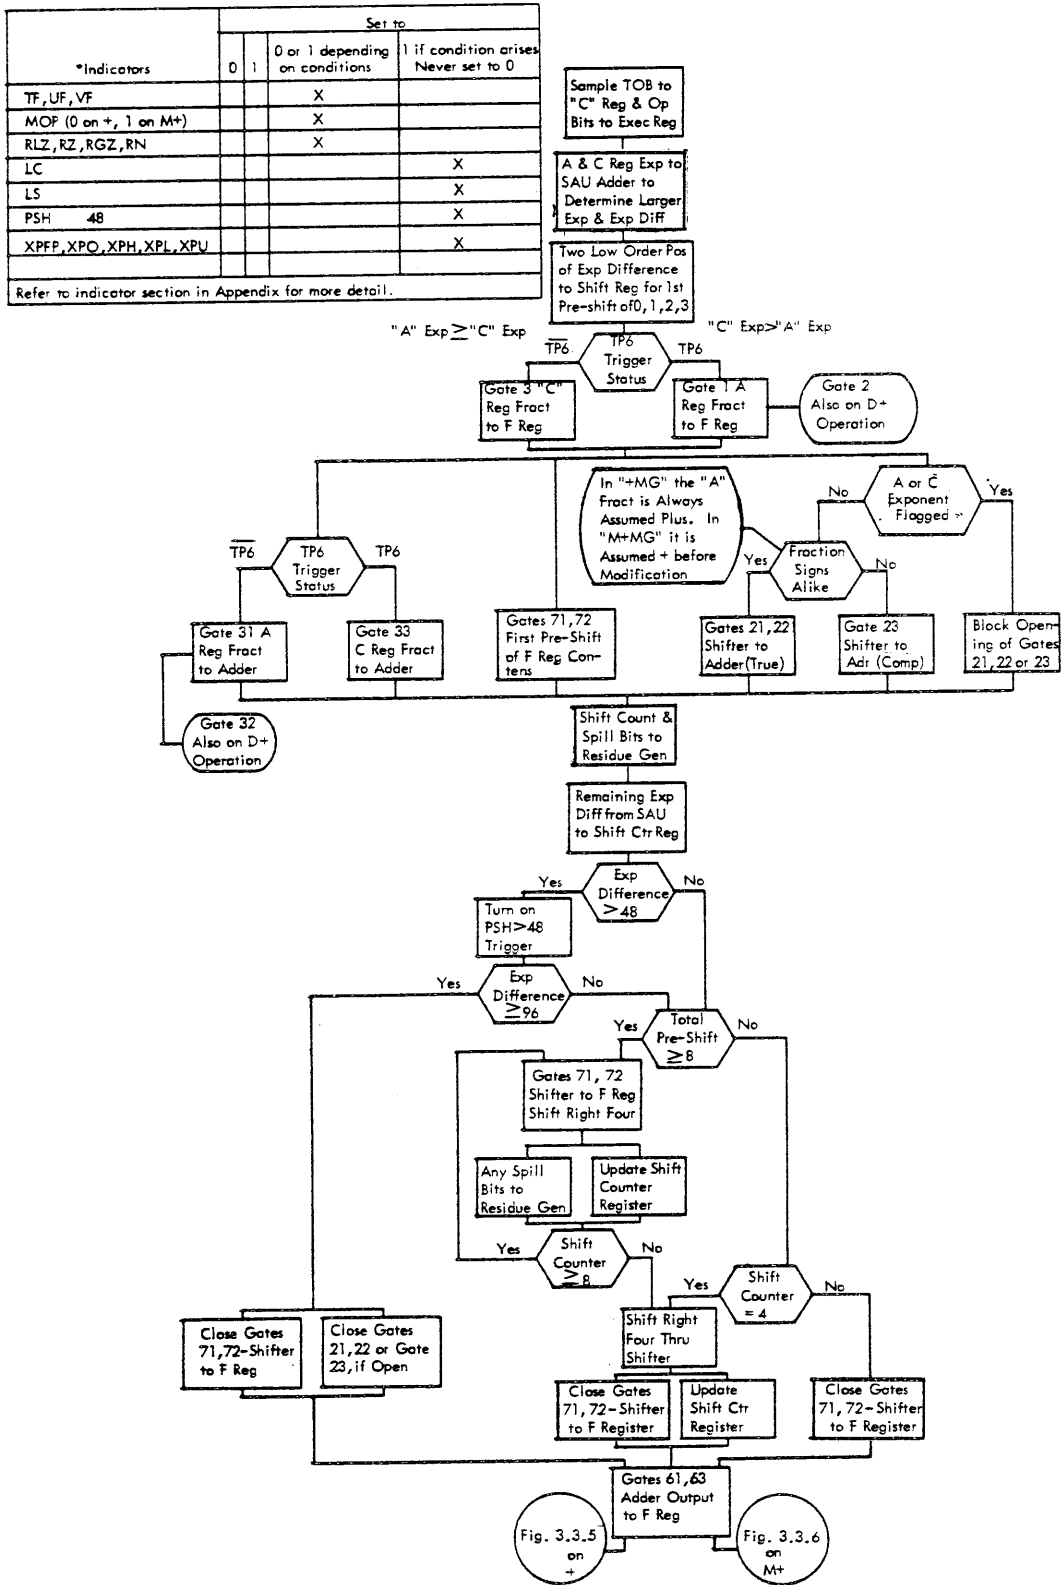 Set to
*Indicators
0
1
0 or 1 depending
on conditions
1 if condition arises
Never set to 0
TF, UF, VF
X
MOP (0 on +, 1 on M+)
X
RLZ, RZ, RGZ, RN
X
LC
X
LS
X
PSH 48
X
XPFP, XPO, XPH, XPL, XPU
X
Refer to indicator section in Appendix for more detail.
Sample TOB to
"C" Reg & Op
Bits to Exec Reg
A & C Reg Exp to
SAU Adder to
Determine Larger
Exp & Exp Diff
Two Low Order Pos
of Exp Difference
to Shift Reg for 1st
Pre-shift of 0, 1, 2, 3
"A" Exp ≥ "C" Exp
"C" Exp > "A" Exp
T̅P̅6̅
TP6
Trigger
Status
TP6
Gate 3 "C"
Reg Fract
to F Reg
Gate 1 A
Reg Fract
to F Reg
Gate 2
Also on D+
Operation
In "+MG" the "A"
Fract is Always
Assumed Plus. In
"M+MG" it is
Assumed + before
Modification
No
A or C
Exponent
Flagged
Yes
T̅P̅6̅
TP6
Trigger
Status
TP6
Yes
Fraction
Signs
Alike
No
Gate 31 A
Reg Fract
to Adder
Gate 33
C Reg Fract
to Adder
Gates 71, 72
First Pre-Shift
of F Reg Con-
tens
Gates 21, 22
Shifter to
Adder (True)
Gate 23
Shifter to
Adr (Comp)
Block Open-
ing of Gates
21, 22 or 23
Gate 32
Also on D+
Operation
Shift Count &
Spill Bits to
Residue Gen
Remaining Exp
Diff from SAU
to Shift Ctr Reg
Yes
Exp
Difference
> 48
No
Turn on
PSH>48
Trigger
Yes
Exp
Difference
≥ 96
No
Yes
Total
Pre-Shift
≥ 8
No
Gates 71, 72
Shifter to F Reg
Shift Right Four
Any Spill
Bits to
Residue Gen
Update Shift
Counter
Register
Yes
Shift
Counter
≥ 8
No
Yes
Shift
Counter
= 4
No
Close Gates
71, 72-Shifter
to F Reg
Close Gates
21, 22 or Gate
23, if Open
Shift Right
Four Thru
Shifter
Close Gates
71, 72-Shifter
to F Register
Update
Shift Ctr
Register
Close Gates
71, 72-Shifter
to F Register
Gates 61, 63
Adder Output
to F Reg
Fig. 3.3.5
on
+
Fig. 3.3.6
on
M+